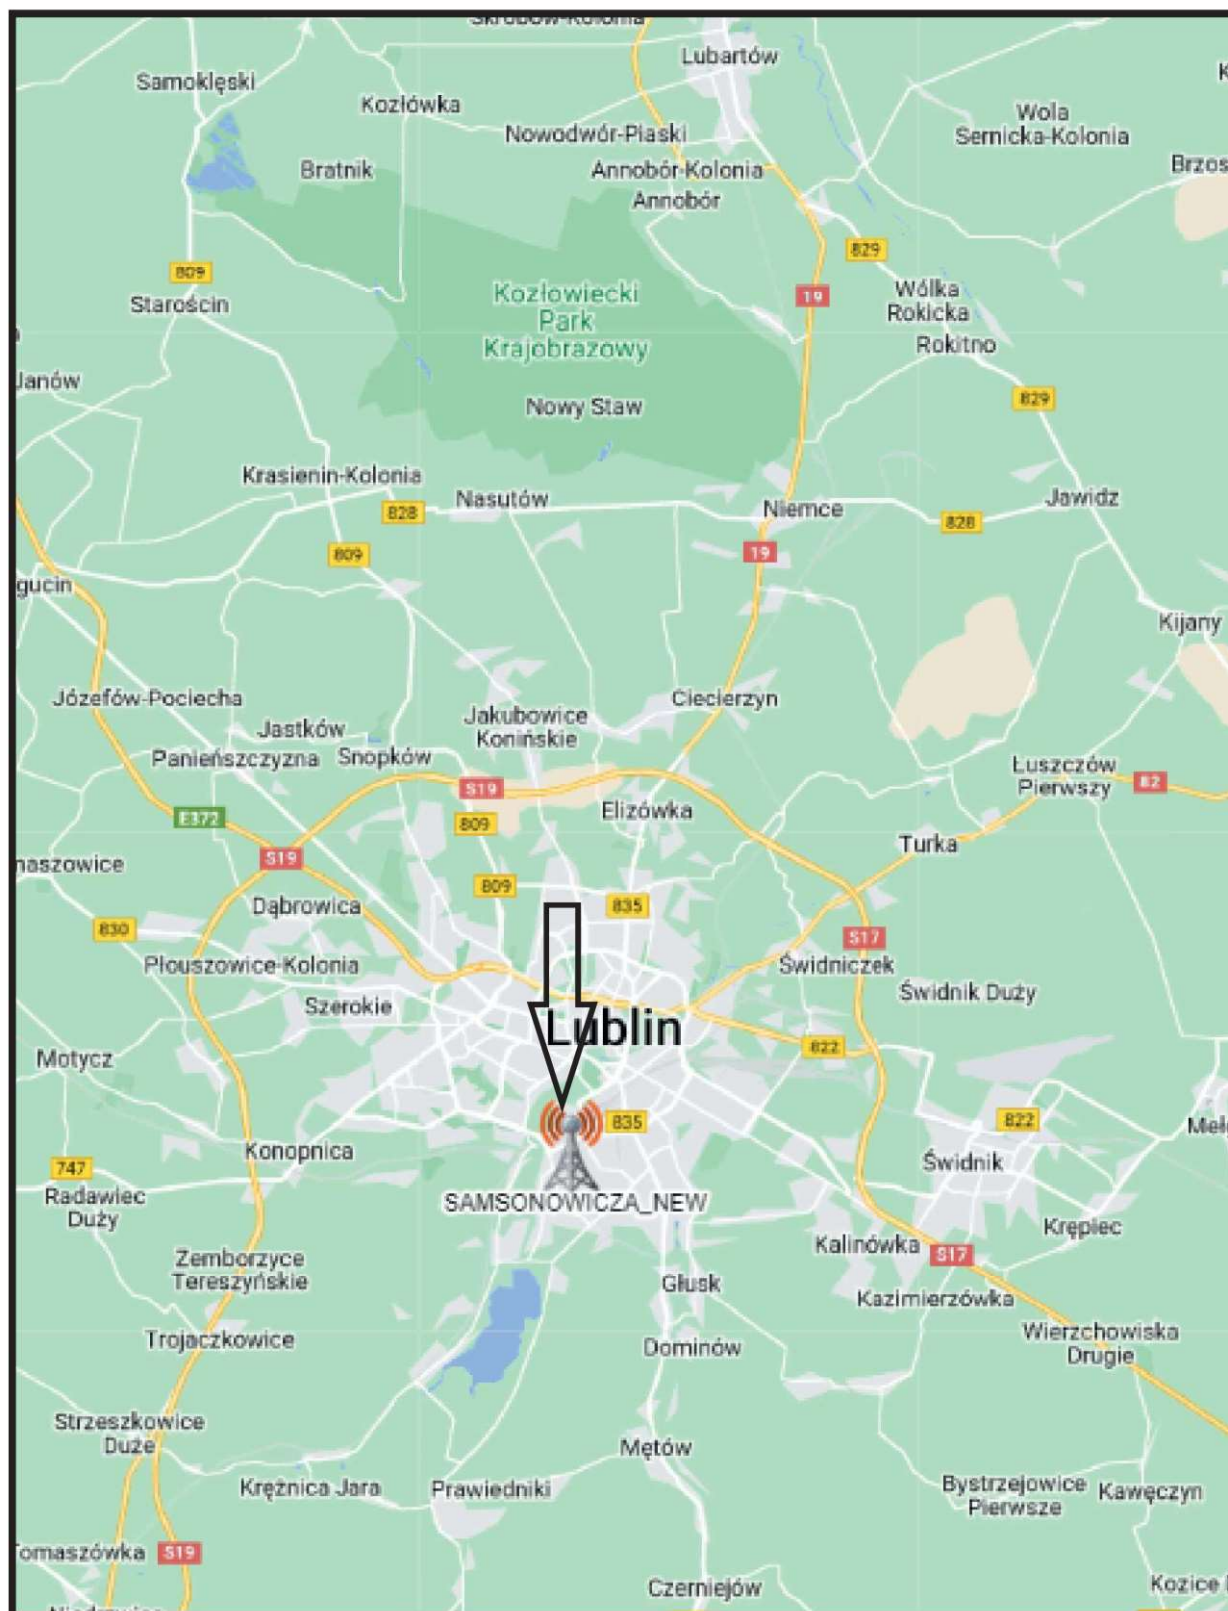 Skrobów-Kolonia
Lubartów
Samoklęski
Kozłówka
Wola
Sernicka-Kolonia
Nowodwór-Piaski
Bratnik
Annobór-Kolonia
Annobór
829
809
Starościn
Kozłowiecki
Park
Krajobrazowy
19
Wólka
Rokicka
Rokitno
Janów
Nowy Staw
829
Krasienin-Kolonia
828
Nasutów
Niemce
828
Jawidz
809
19
gucin
Kijany
Józefów-Pociecha
Ciecierzyn
Jastków
Jakubowice
Konińskie
Panieńszczyzna
Snopków
Łuszczów
Pierwszy
82
S19
Elizówka
E372
809
Turka
S19
naszowice
809
Dąbrowica
835
830
S17
Płouszowice-Kolonia
Świdniczek
Szerokie
Świdnik Duży
Lublin
Motycz
822
835
822
Konopnica
Świdnik
747
Radawiec
Duży
SAMSONOWICZA_NEW
Krępiec
Kalinówka
S17
Zemborzyce
Tereszyńskie
Głusk
Kazimierzówka
Trojaczkowice
Dominów
Wierzchowiska
Drugie
Strzeszkowice
Duże
Mętów
Krężnica Jara
Prawiedniki
Bystrzejowice
Pierwsze
Kawęczyn
Tomaszówka
S19
Czerniejów
Kozice